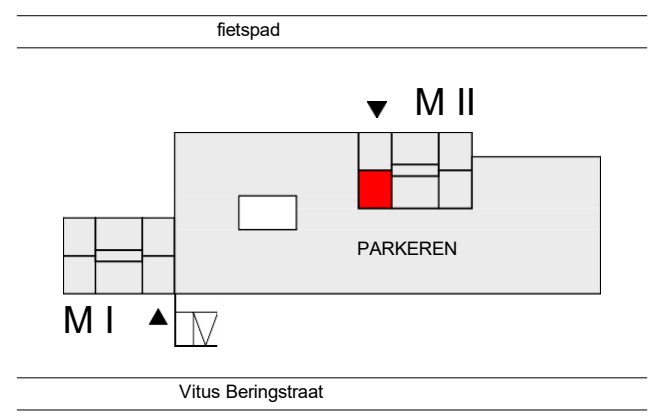 fietspad
M II
PARKEREN
M I
Vitus Beringstraat